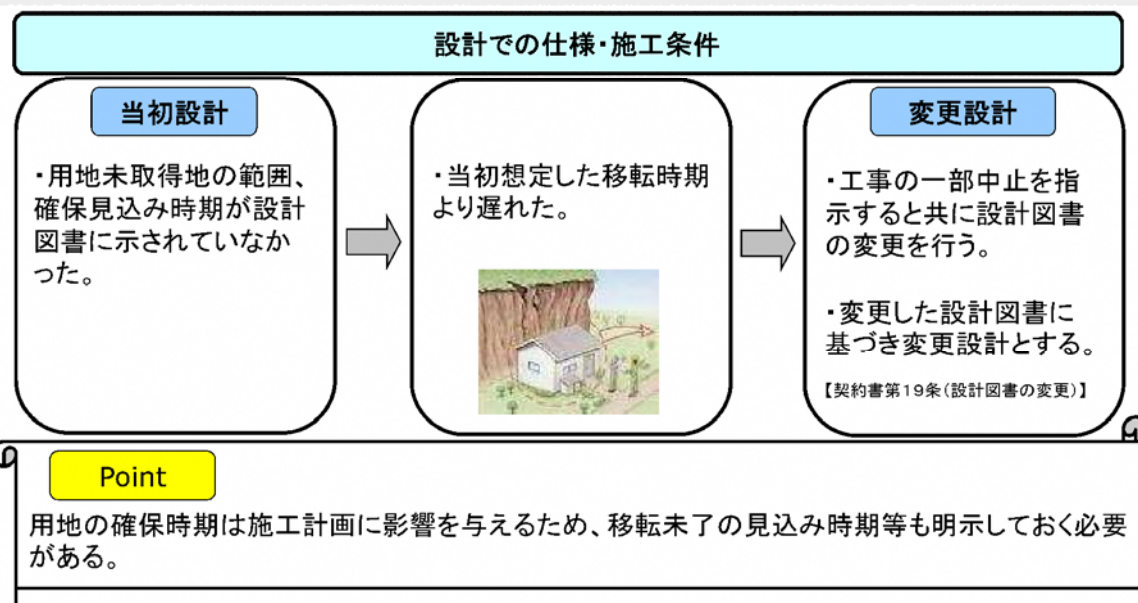 設計での仕様・施工条件
当初設計
・用地未取得地の範囲、
確保見込み時期が設計
図書に示されていなか
った。
・当初想定した移転時期
より遅れた。
変更設計
・工事の一部中止を指
示すると共に設計図書
の変更を行う。
・変更した設計図書に
基づき変更設計とする。
【契約書第19条(設計図書の変更)】
Point
用地の確保時期は施工計画に影響を与えるため、移転未了の見込み時期等も明示しておく必要
がある。